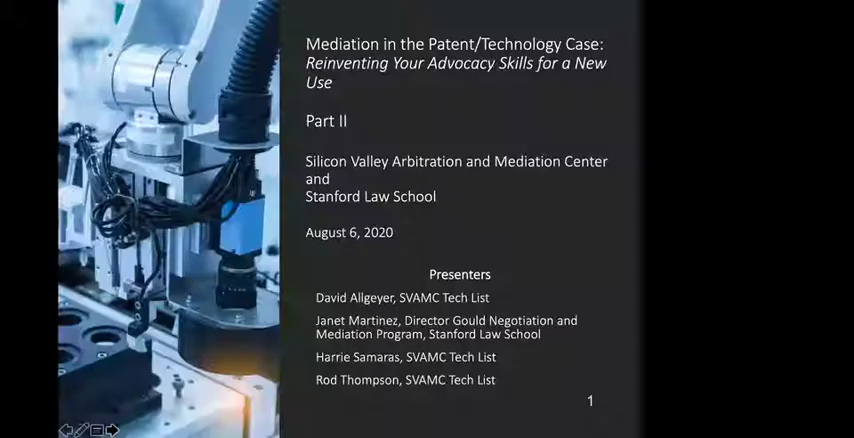 Mediation in the Patent/Technology Case:
Reinventing Your Advocacy Skills for a New
Use
Part II
Silicon Valley Arbitration and Mediation Center
and
Stanford Law School
August 6, 2020
Presenters
David Allgeyer, SVAMC Tech List
Janet Martinez, Director Gould Negotiation and
Mediation Program, Stanford Law School
Harrie Samaras, SVAMC Tech List
Rod Thompson, SVAMC Tech List
1